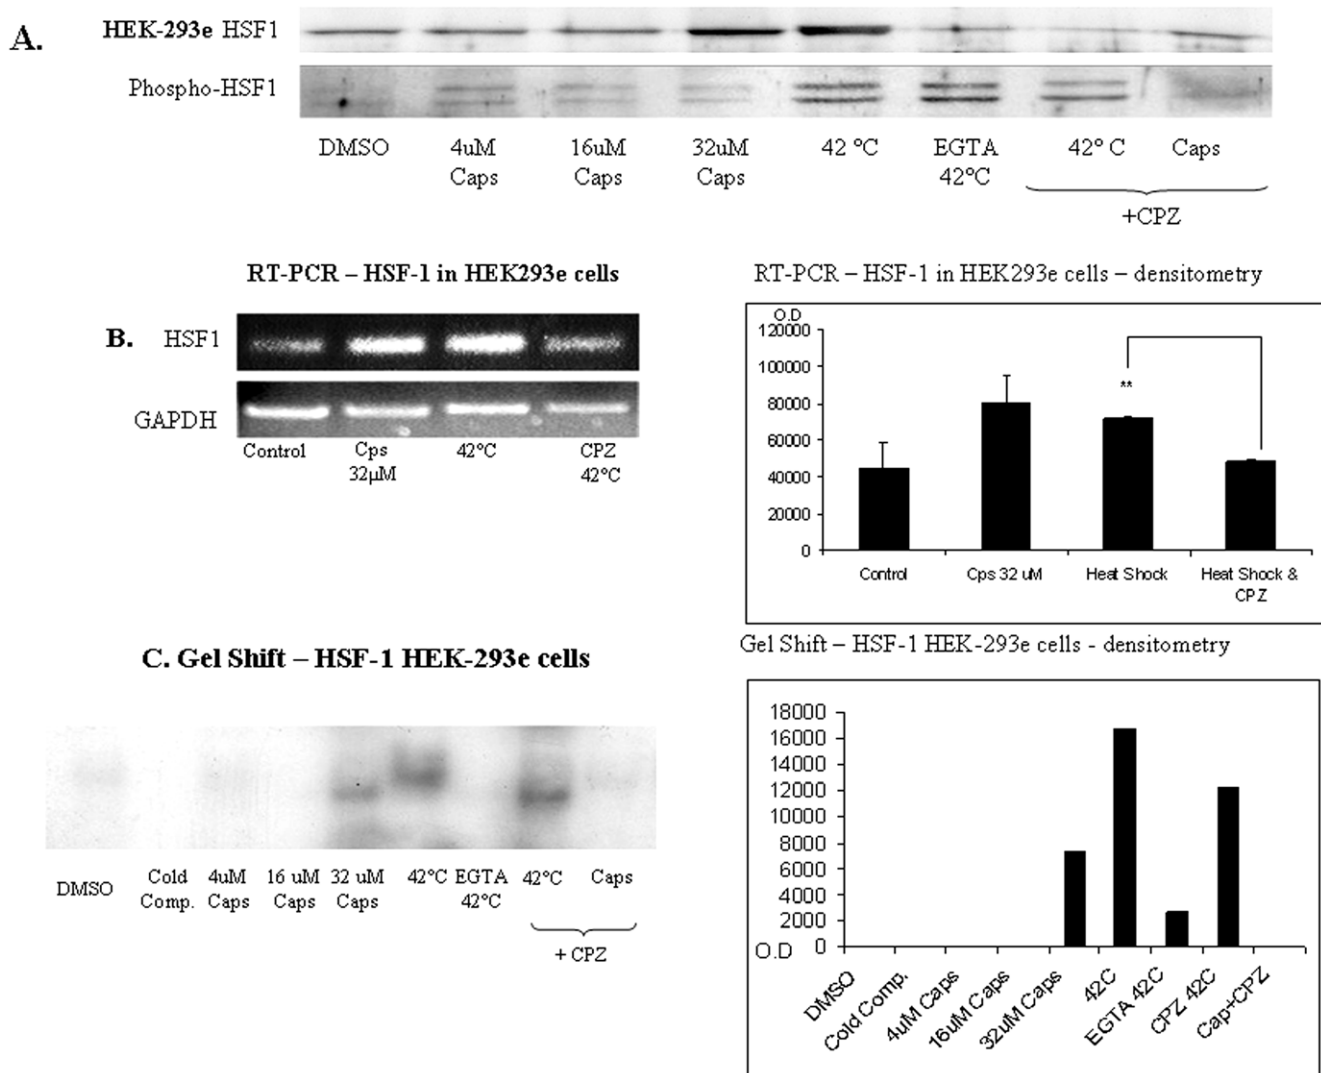 A.
HEK-293e HSF1
Phospho-HSF1
DMSO 4uM Caps 16uM Caps 32uM Caps 42 °C EGTA 42°C 42° C Caps
+CPZ
RT-PCR – HSF-1 in HEK293e cells
B. HSF1
GAPDH
Control Cps 32µM 42°C CPZ 42°C
RT-PCR – HSF-1 in HEK293e cells – densitometry
O.D
120000
100000
80000
60000
40000
20000
0
**
Control Cps 32 uM Heat Shock Heat Shock & CPZ
C. Gel Shift – HSF-1 HEK-293e cells
DMSO Cold Comp. 4uM Caps 16 uM Caps 32 uM Caps 42°C EGTA 42°C 42°C Caps
+ CPZ
Gel Shift – HSF-1 HEK-293e cells - densitometry
18000
16000
14000
12000
10000
8000
6000
4000
2000
0
O.D
DMSO Cold Comp. 4uM Caps 16uM Caps 32uM Caps 42C EGTA 42C CPZ 42C Cap+CPZ